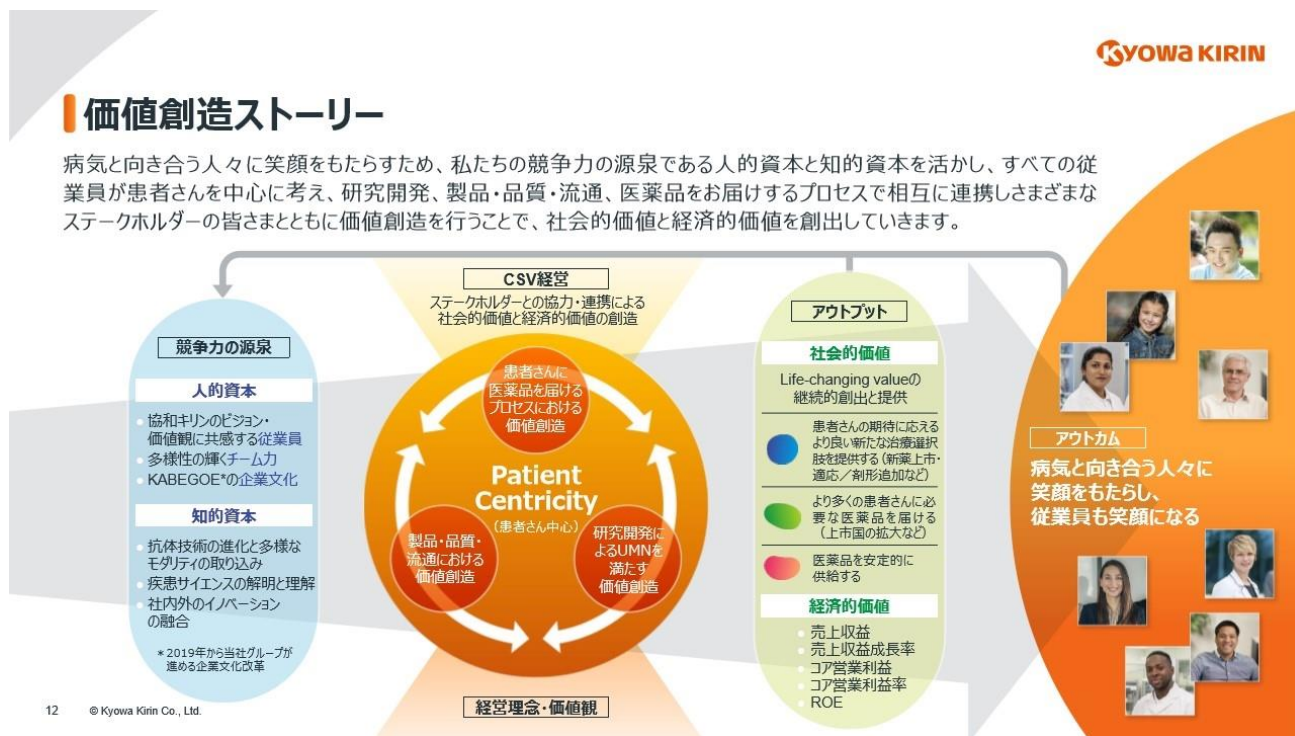 Kyowa KIRIN
価値創造ストーリー
病気と向き合う人々に笑顔をもたらすため、私たちの競争力の源泉である人的資本と知的資本を活かし、すべての従
業員が患者さんを中心に考え、研究開発、製品・品質・流通、医薬品をお届けするプロセスで相互に連携しさまざまな
ステークホルダーの皆さまとともに価値創造を行うことで、社会的価値と経済的価値を創出していきます。
競争力の源泉
人的資本
協和キリンのビジョン・
価値観に共感する従業員
多様性の輝くチーム力
KABEGOE*の企業文化
知的資本
抗体技術の進化と多様な
モダリティの取り込み
疾患サイエンスの解明と理解
社内外のイノベーション
の融合
*2019年から当社グループが
進める企業文化改革
CSV経営
ステークホルダーとの協力・連携による
社会的価値と経済的価値の創造
患者さんに
医薬品を届ける
プロセスにおける
価値創造
Patient
Centricity
(患者さん中心)
製品・品質・
流通における
価値創造
研究開発に
よるUMNを
満たす
価値創造
経営理念・価値観
アウトプット
社会的価値
Life-changing valueの
継続的創出と提供
患者さんの期待に応える
より良い新たな治療選択
肢を提供する(新薬上市・
適応/剤形追加など)
より多くの患者さんに必
要な医薬品を届ける
(上市国の拡大など)
医薬品を安定的に
供給する
経済的価値
売上収益
売上収益成長率
コア営業利益
コア営業利益率
ROE
アウトカム
病気と向き合う人々に
笑顔をもたらし、
従業員も笑顔になる
12
© Kyowa Kirin Co., Ltd.